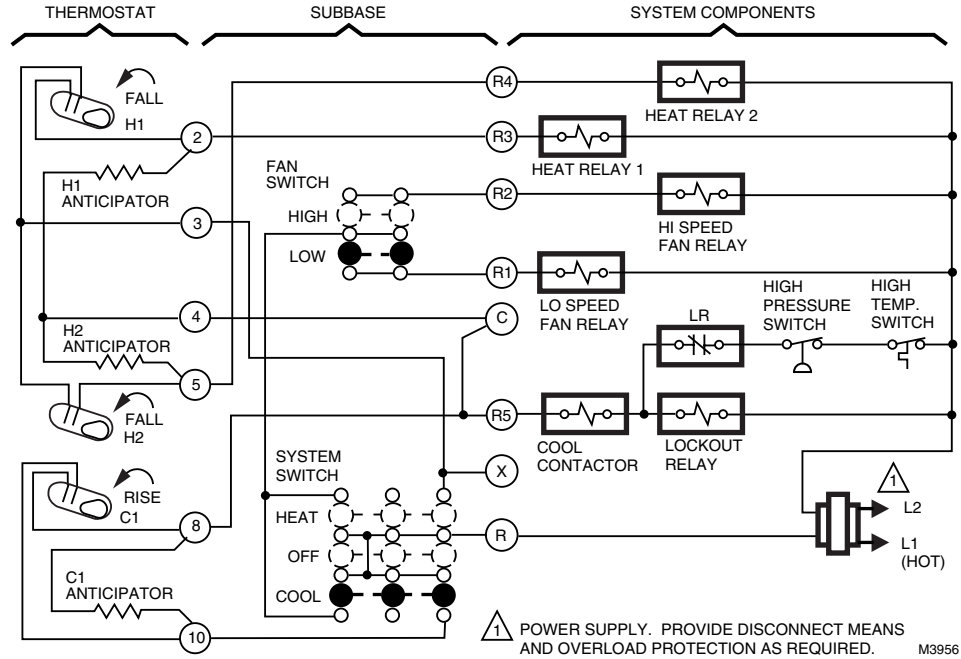 THERMOSTAT
SUBBASE
SYSTEM COMPONENTS
FALL
H1
2
H1
ANTICIPATOR
3
4
H2
ANTICIPATOR
5
FALL
H2
RISE
C1
8
C1
ANTICIPATOR
10
FAN
SWITCH
HIGH
LOW
SYSTEM
SWITCH
HEAT
OFF
COOL
R4
R3
R2
R1
C
R5
X
R
HEAT RELAY 2
HEAT RELAY 1
HI SPEED
FAN RELAY
LO SPEED
FAN RELAY
LR
HIGH
PRESSURE
SWITCH
HIGH
TEMP.
SWITCH
COOL
CONTACTOR
LOCKOUT
RELAY
1
L2
L1
(HOT)
1 POWER SUPPLY. PROVIDE DISCONNECT MEANS
AND OVERLOAD PROTECTION AS REQUIRED.
M3956